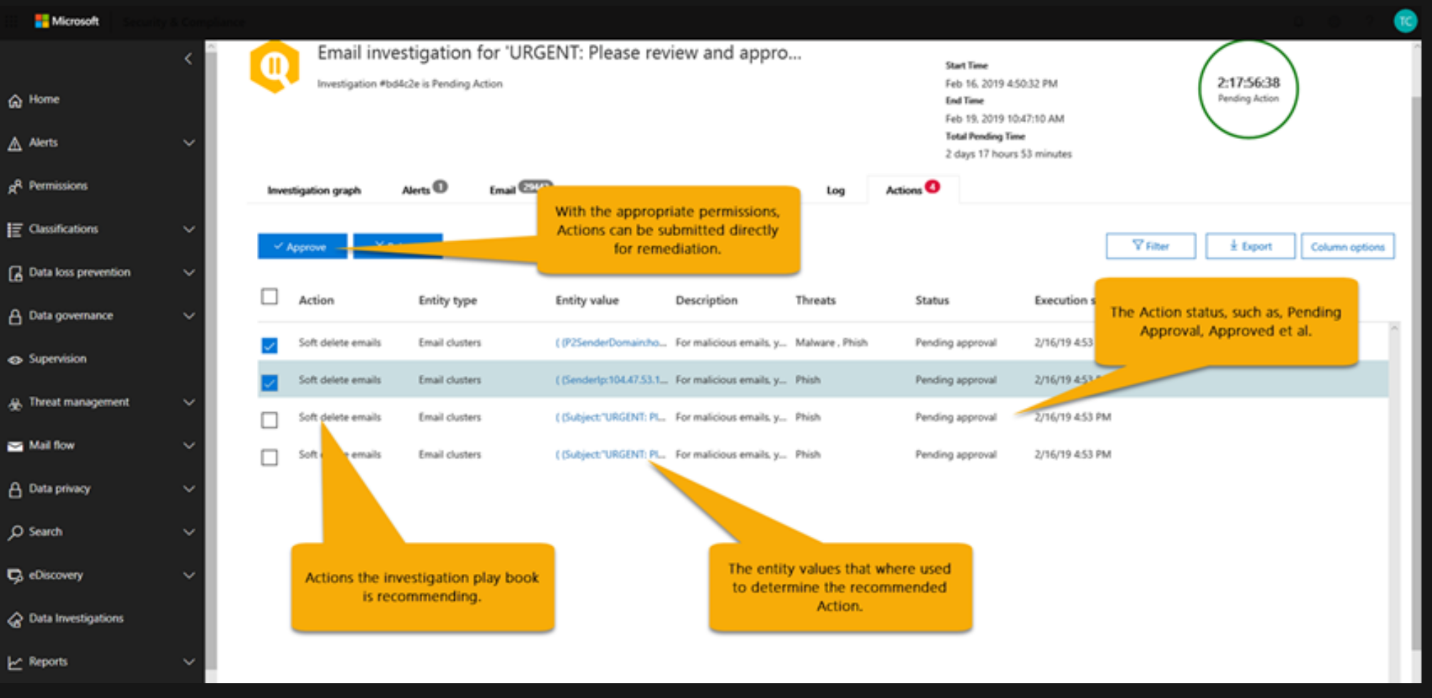 Microsoft
Security & Compliance
TC
Home
Alerts
Permissions
Classifications
Data loss prevention
Data governance
Supervision
Threat management
Mail flow
Data privacy
Search
eDiscovery
Data Investigations
Reports
Email investigation for 'URGENT: Please review and appro...
Investigation #bd4c2e is Pending Action
Start Time
Feb 16, 2019 4:50:32 PM
End Time
Feb 19, 2019 10:47:10 AM
Total Pending Time
2 days 17 hours 53 minutes
2:17:56:38
Pending Action
Investigation graph Alerts 1 Email Log Actions 4
With the appropriate permissions,
Actions can be submitted directly
for remediation.
Approve
Filter Export Column options
Action Entity type Entity value Description Threats Status Execution
The Action status, such as, Pending
Approval, Approved et al.
Soft delete emails Email clusters ( (P2SenderDomain:ho... For malicious emails, y... Malware , Phish Pending approval 2/16/19 4:53
Soft delete emails Email clusters ( (SenderIp:104.47.53.1... For malicious emails, y... Phish Pending approval 2/16/19 4:53
Soft delete emails Email clusters ( (Subject:"URGENT: Pl... For malicious emails, y... Phish Pending approval 2/16/19 4:53 PM
Soft emails Email clusters ( (Subject:"URGENT: Pl... For malicious emails, y... Phish Pending approval 2/16/19 4:53 PM
Actions the investigation play book
is recommending.
The entity values that where used
to determine the recommended
Action.